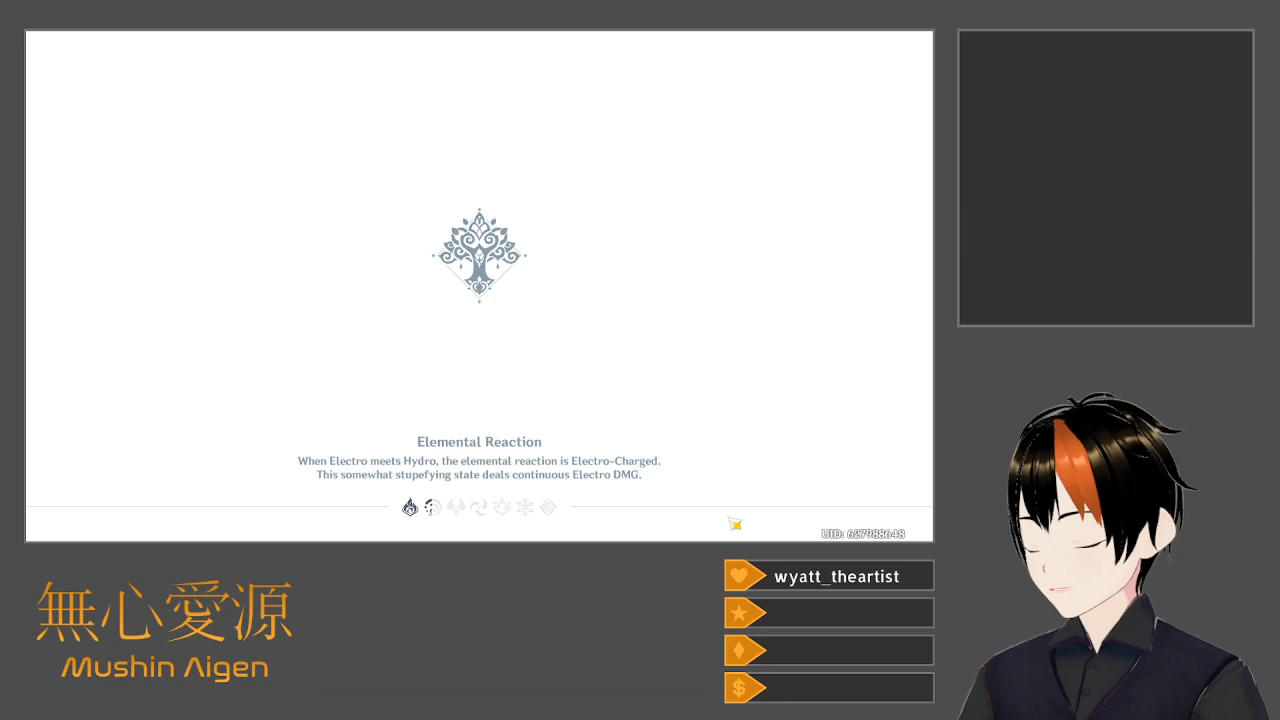 Elemental Reaction
When Electro meets Hydro, the elemental reaction is Electro-Charged.
This somewhat stupefying state deals continuous Electro DMG.
UID: 627988648
無心愛源
Mushin Aigen
wyatt_theartist
$